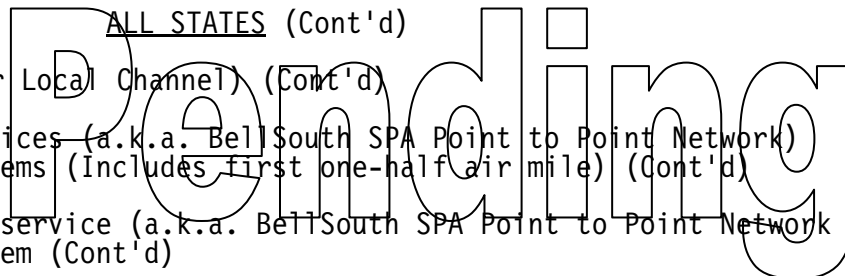 ALL STATES (Cont'd)
Pending
r Local Channel) (Cont'd)
ices (a.k.a. BellSouth SPA Point to Point Network)
ems (Includes first one-half air mile) (Cont'd)
service (a.k.a. BellSouth SPA Point to Point Network
em (Cont'd)